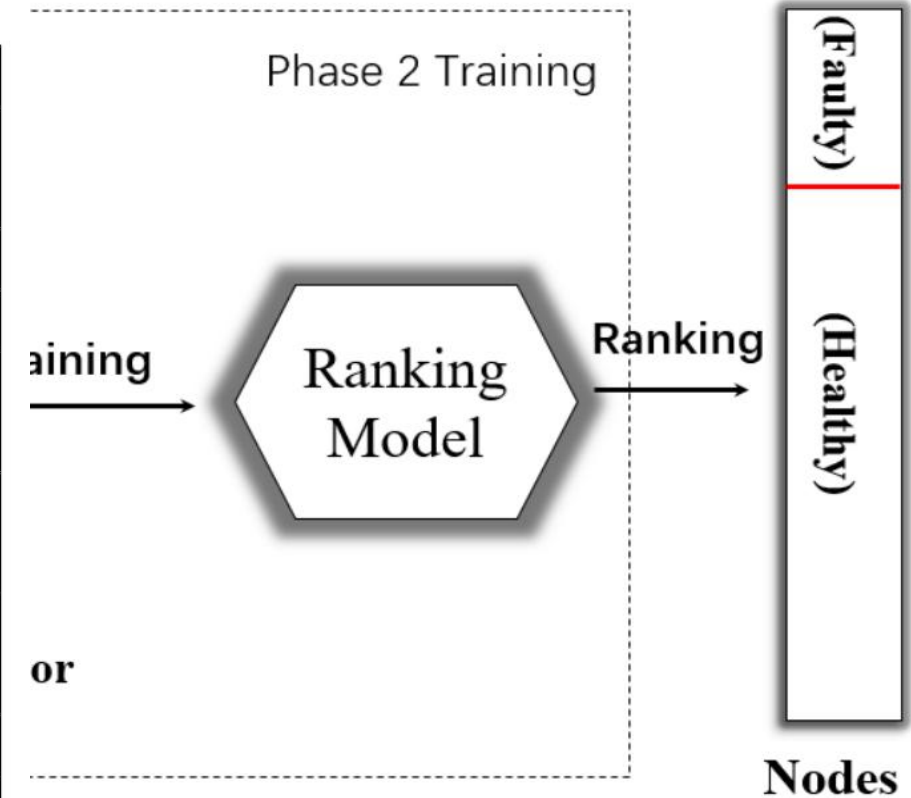 Phase 2 Training
aining
Ranking
Model
or
Ranking
(Faulty)
(Healthy)
Nodes